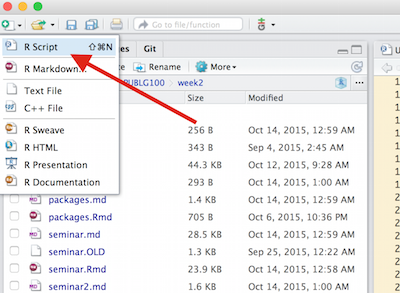 Go to file/function
R Script ⇧⌘N
es Git
R Markdown...
Rename More
PUBLG100 week2
Text File
Size Modified
C++ File
R Sweave 256 B Oct 14, 2015, 12:59 AM
R HTML 343 B Sep 4, 2015, 2:45 AM
R Presentation 44.3 KB Oct 12, 2015, 9:28 AM
R Documentation 293 B Oct 14, 2015, 1:00 AM
packages.md 1.4 KB Oct 14, 2015, 12:59 AM
packages.Rmd 705 B Oct 6, 2015, 10:36 PM
seminar.md 28.5 KB Oct 14, 2015, 12:59 AM
seminar.OLD 1.3 KB Sep 25, 2015, 12:22 AM
seminar.Rmd 23.9 KB Oct 14, 2015, 12:58 AM
seminar2.md 1.6 KB Oct 14, 2015, 1:00 AM